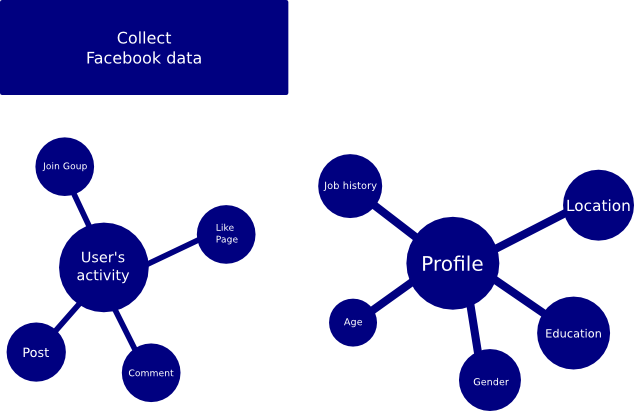 Collect
Facebook data
Join Goup
Like
Page
User's
activity
Post
Comment
Job history
Location
Profile
Age
Education
Gender